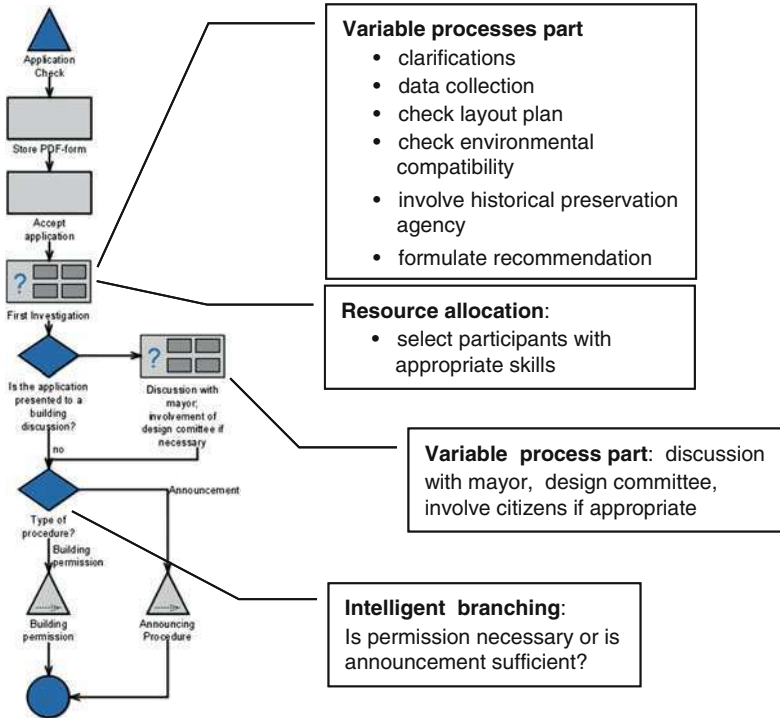 Application
Check
Store PDF-form
Accept
application
?
First Investigation
Is the application
presented to a
building
discussion?
?
Discussion with
mayor;
involvement of
design comittee if
necessary
no
Type of
procedure?
Announcement
Building
permission
Building
permission
Announcing
Procedure
Variable processes part
• clarifications
• data collection
• check layout plan
• check environmental
compatibility
• involve historical preservation
agency
• formulate recommendation
Resource allocation:
• select participants with
appropriate skills
Variable process part: discussion
with mayor, design committee,
involve citizens if appropriate
Intelligent branching:
Is permission necessary or is
announcement sufficient?